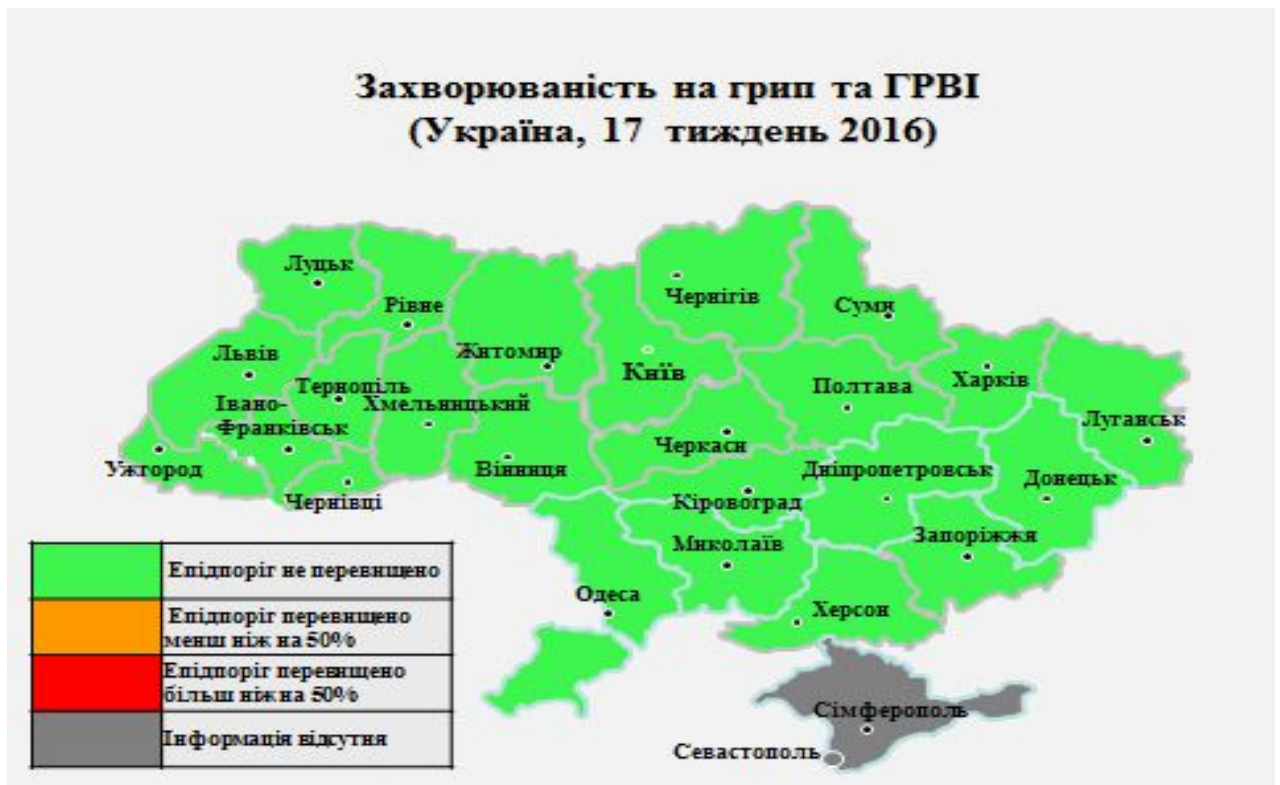 Захворюваність на грип та ГРВІ
(Україна, 17 тиждень 2016)
Луцьк
Рівне
Чернігів
Суми
Житомир
Київ
Львів
Тернопіль
Хмельницький
Полтава
Харків
Івано-
Франківськ
Луганськ
Черкаси
Ужгород
Вінниця
Дніпропетровськ
Донецьк
Чернівці
Кіровоград
Запоріжжя
Миколаїв
Одеса
Херсон
Сімферополь
Севастополь
Епідпоріг не перевищено
Епідпоріг перевищено
менш ніж на 50%
Епідпоріг перевищено
більш ніж на 50%
Інформація відсутня